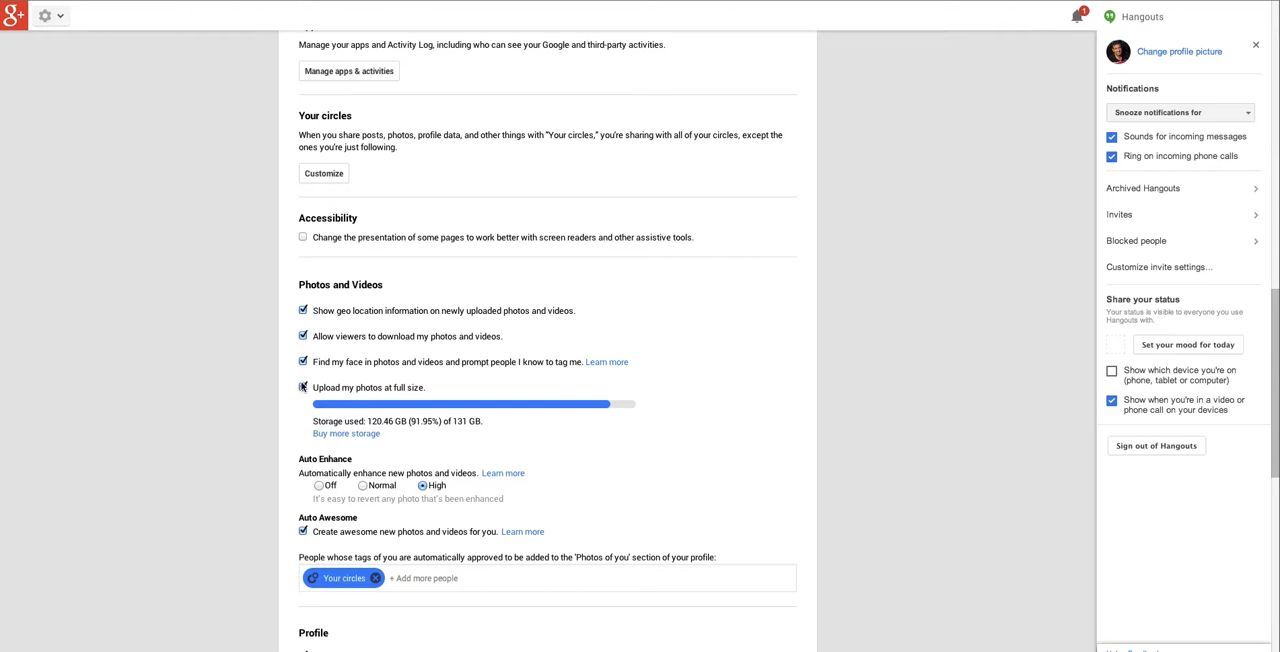 g+
1
Hangouts
Manage your apps and Activity Log, including who can see your Google and third-party activities.
Manage apps & activities
Your circles
When you share posts, photos, profile data, and other things with "Your circles," you're sharing with all of your circles, except the
ones you're just following.
Customize
Accessibility
Change the presentation of some pages to work better with screen readers and other assistive tools.
Photos and Videos
Show geo location information on newly uploaded photos and videos.
Allow viewers to download my photos and videos.
Find my face in photos and videos and prompt people I know to tag me. Learn more
Upload my photos at full size.
Storage used: 120.46 GB (91.95%) of 131 GB.
Buy more storage
Auto Enhance
Automatically enhance new photos and videos. Learn more
Off Normal High
It's easy to revert any photo that's been enhanced
Auto Awesome
Create awesome new photos and videos for you. Learn more
People whose tags of you are automatically approved to be added to the 'Photos of you' section of your profile:
Your circles + Add more people
Profile
Change profile picture
Notifications
Snooze notifications for
Sounds for incoming messages
Ring on incoming phone calls
Archived Hangouts
Invites
Blocked people
Customize invite settings...
Share your status
Your status is visible to everyone you use
Hangouts with.
Set your mood for today
Show which device you're on
(phone, tablet or computer)
Show when you're in a video or
phone call on your devices
Sign out of Hangouts